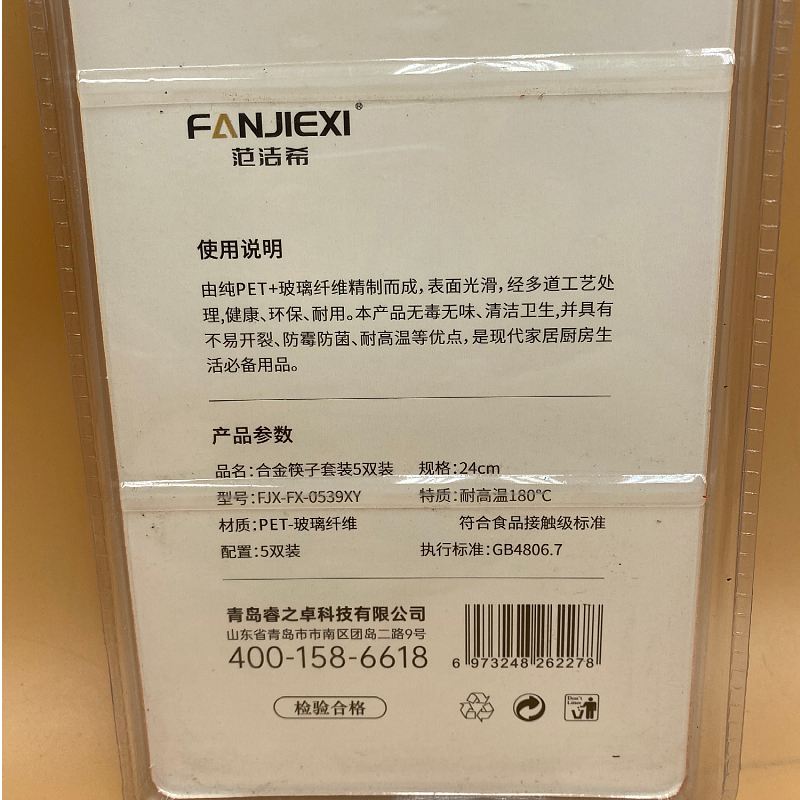 FANJIEXI®
范洁希
使用说明
由纯PET+玻璃纤维精制而成,表面光滑,经多道工艺处
理,健康、环保、耐用。本产品无毒无味、清洁卫生,并具有
不易开裂、防霉防菌、耐高温等优点,是现代家居厨房生
活必备用品。
产品参数
品名:合金筷子套装5双装 规格:24cm
型号:FJX-FX-0539XY 特质:耐高温180℃
材质:PET-玻璃纤维 符合食品接触级标准
配置:5双装 执行标准:GB4806.7
青岛睿之卓科技有限公司
山东省青岛市市南区团岛二路9号
400-158-6618
6 973248 262278
检验合格
Don't
Litter